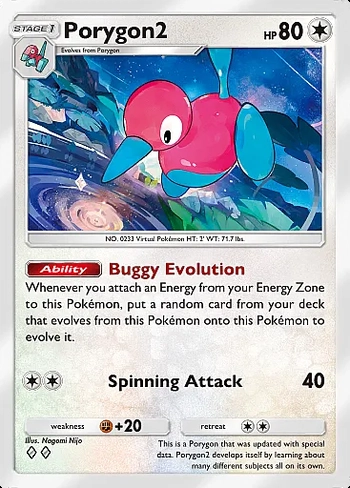 STAGE 1
Porygon2
HP 80
Evolves from Porygon
NO. 0233 Virtual Pokémon HT: 2' WT: 71.7 lbs.
Ability Buggy Evolution
Whenever you attach an Energy from your Energy Zone
to this Pokémon, put a random card from your deck
that evolves from this Pokémon onto this Pokémon to
evolve it.
Spinning Attack 40
weakness +20 retreat
Illus. Nagomi Nijo
This is a Porygon that was updated with special
data. Porygon2 develops itself by learning about
many different subjects all on its own.